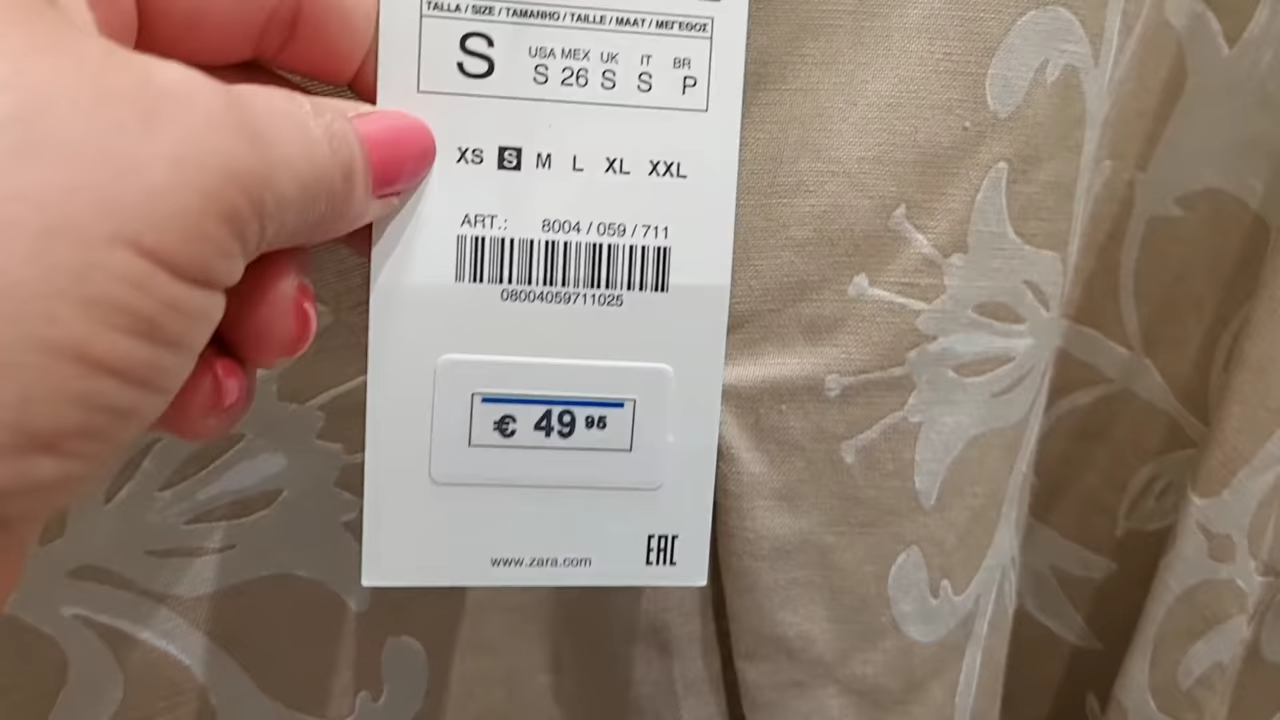 TALLA / SIZE / TAMANHO / TAILLE / MAAT / ΜΕΓΕΘΟΣ
S
USA MEX UK IT BR
S 26 S S P
XS S M L XL XXL
ART.: 8004 / 059 / 711
08004059711025
€ 49 95
www.zara.com
EAC